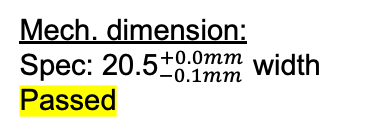 Mech. dimension:
Spec: 20.5+0.0mm −0.1mm width
Passed